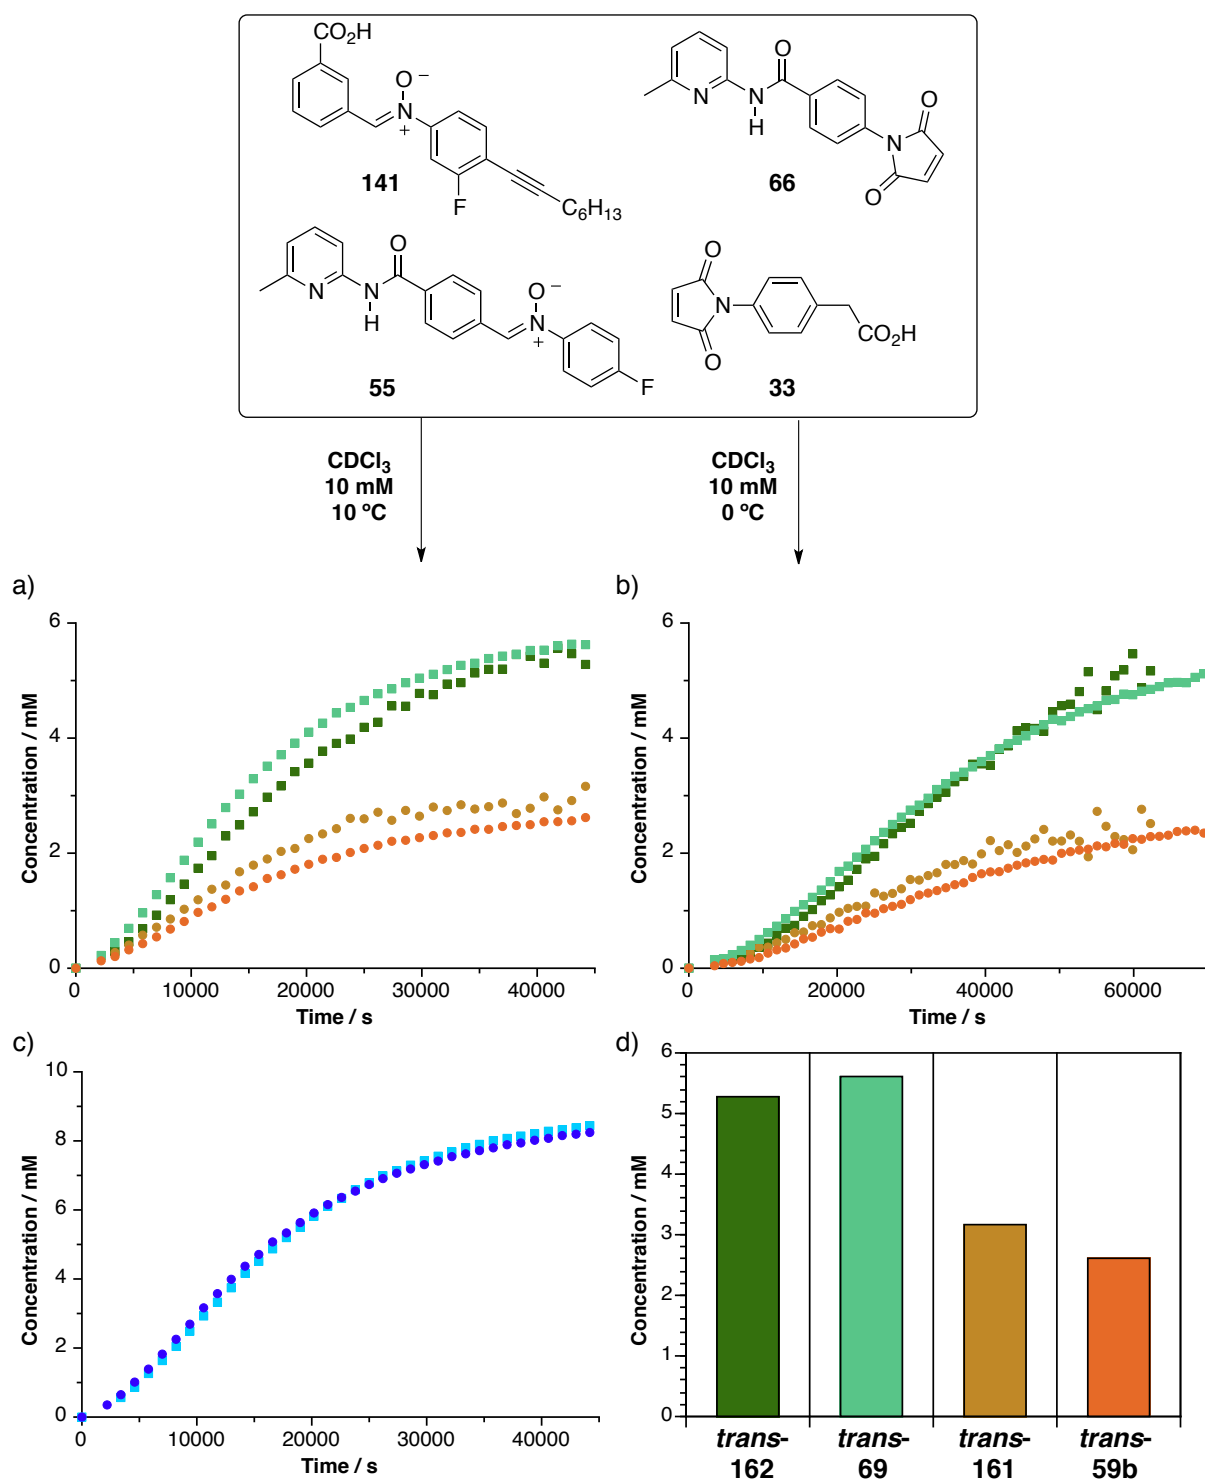 CO₂H
O⁻
N
+
F
C₆H₁₃
141
N
N
H
O
O
N
O
66
N
N
H
O
O⁻
N
+
F
55
O
N
O
CO₂H
33
CDCl₃
10 mM
10 ºC
CDCl₃
10 mM
0 ºC
a)
Concentration / mM
6
4
2
0
0 10000 20000 30000 40000
Time / s
b)
Concentration / mM
6
4
2
0
0 20000 40000 60000
Time / s
c)
Concentration / mM
10
8
6
4
2
0
0 10000 20000 30000 40000
Time / s
d)
Concentration / mM
6
5
4
3
2
1
0
trans- trans- trans- trans-
162 69 161 59b